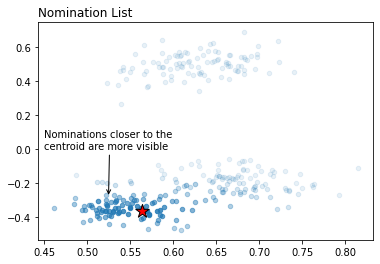 Nomination List
0.6
0.4
0.2
0.0
−0.2
−0.4
Nominations closer to the
centroid are more visible
0.45 0.50 0.55 0.60 0.65 0.70 0.75 0.80